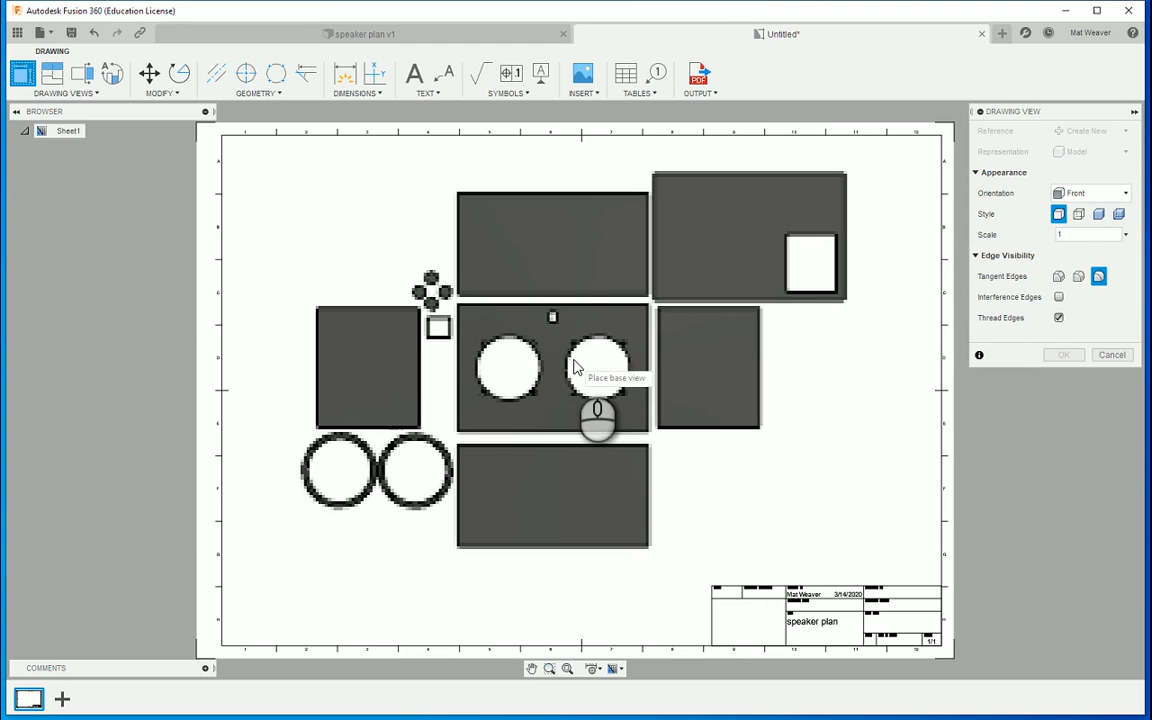 Autodesk Fusion 360 (Education License)
speaker plan v1
Untitled*
Mat Weaver
DRAWING
DRAWING VIEWS
MODIFY
GEOMETRY
DIMENSIONS
TEXT
SYMBOLS
INSERT
TABLES
OUTPUT
PDF
BROWSER
Sheet1
DRAWING VIEW
Reference
Create New
Representation
Model
Appearance
Orientation
Front
Style
Scale
1
Edge Visibility
Tangent Edges
Interference Edges
Thread Edges
OK
Cancel
Place base view
Mat Weaver
3/14/2020
speaker plan
1/1
COMMENTS